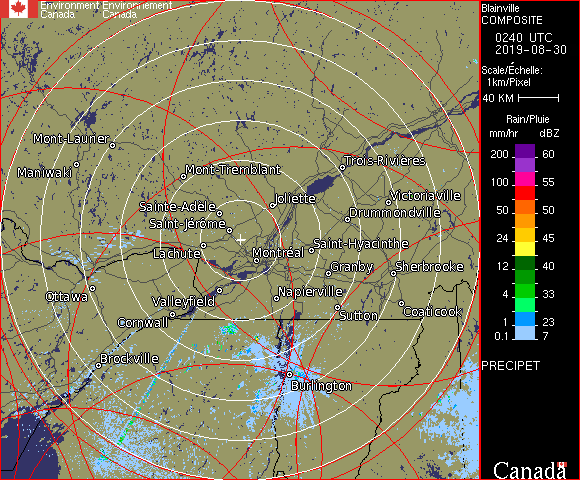 Environment Environnement
Canada Canada
Blainville
COMPOSITE
0240 UTC
2019-08-30
Scale/Échelle:
1km/Pixel
40 KM
Rain/Pluie
mm/hr dBZ
200 60
100 55
50 50
24 45
12 40
4 33
1 23
0.1 7
PRECIPET
Canada
Mont-Laurier
Maniwaki
Mont-Tremblant
Trois-Rivières
Joliette
Victoriaville
Sainte-Adèle
Drummondville
Saint-Jérôme
Saint-Hyacinthe
Lachute
Montréal
Granby
Sherbrooke
Ottawa
Valleyfield
Napierville
Cornwall
Sutton
Coaticook
Brockville
Burlington